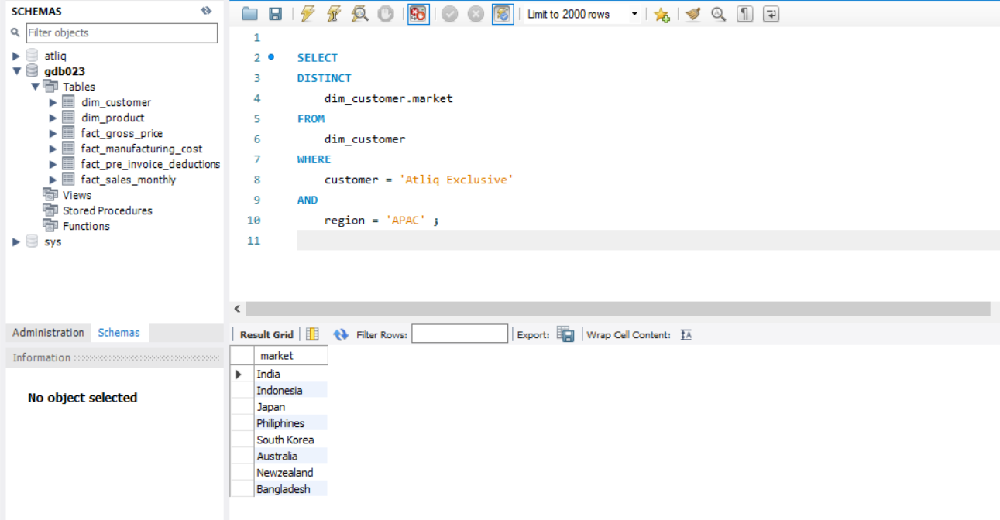 SCHEMAS
Filter objects
atliq
gdb023
Tables
dim_customer
dim_product
fact_gross_price
fact_manufacturing_cost
fact_pre_invoice_deductions
fact_sales_monthly
Views
Stored Procedures
Functions
sys
Administration Schemas
Information
No object selected
Limit to 2000 rows
1
2 SELECT
3 DISTINCT
4 dim_customer.market
5 FROM
6 dim_customer
7 WHERE
8 customer = 'Atliq Exclusive'
9 AND
10 region = 'APAC' ;
11
Result Grid Filter Rows: Export: Wrap Cell Content: IA
market
India
Indonesia
Japan
Philiphines
South Korea
Australia
Newzealand
Bangladesh